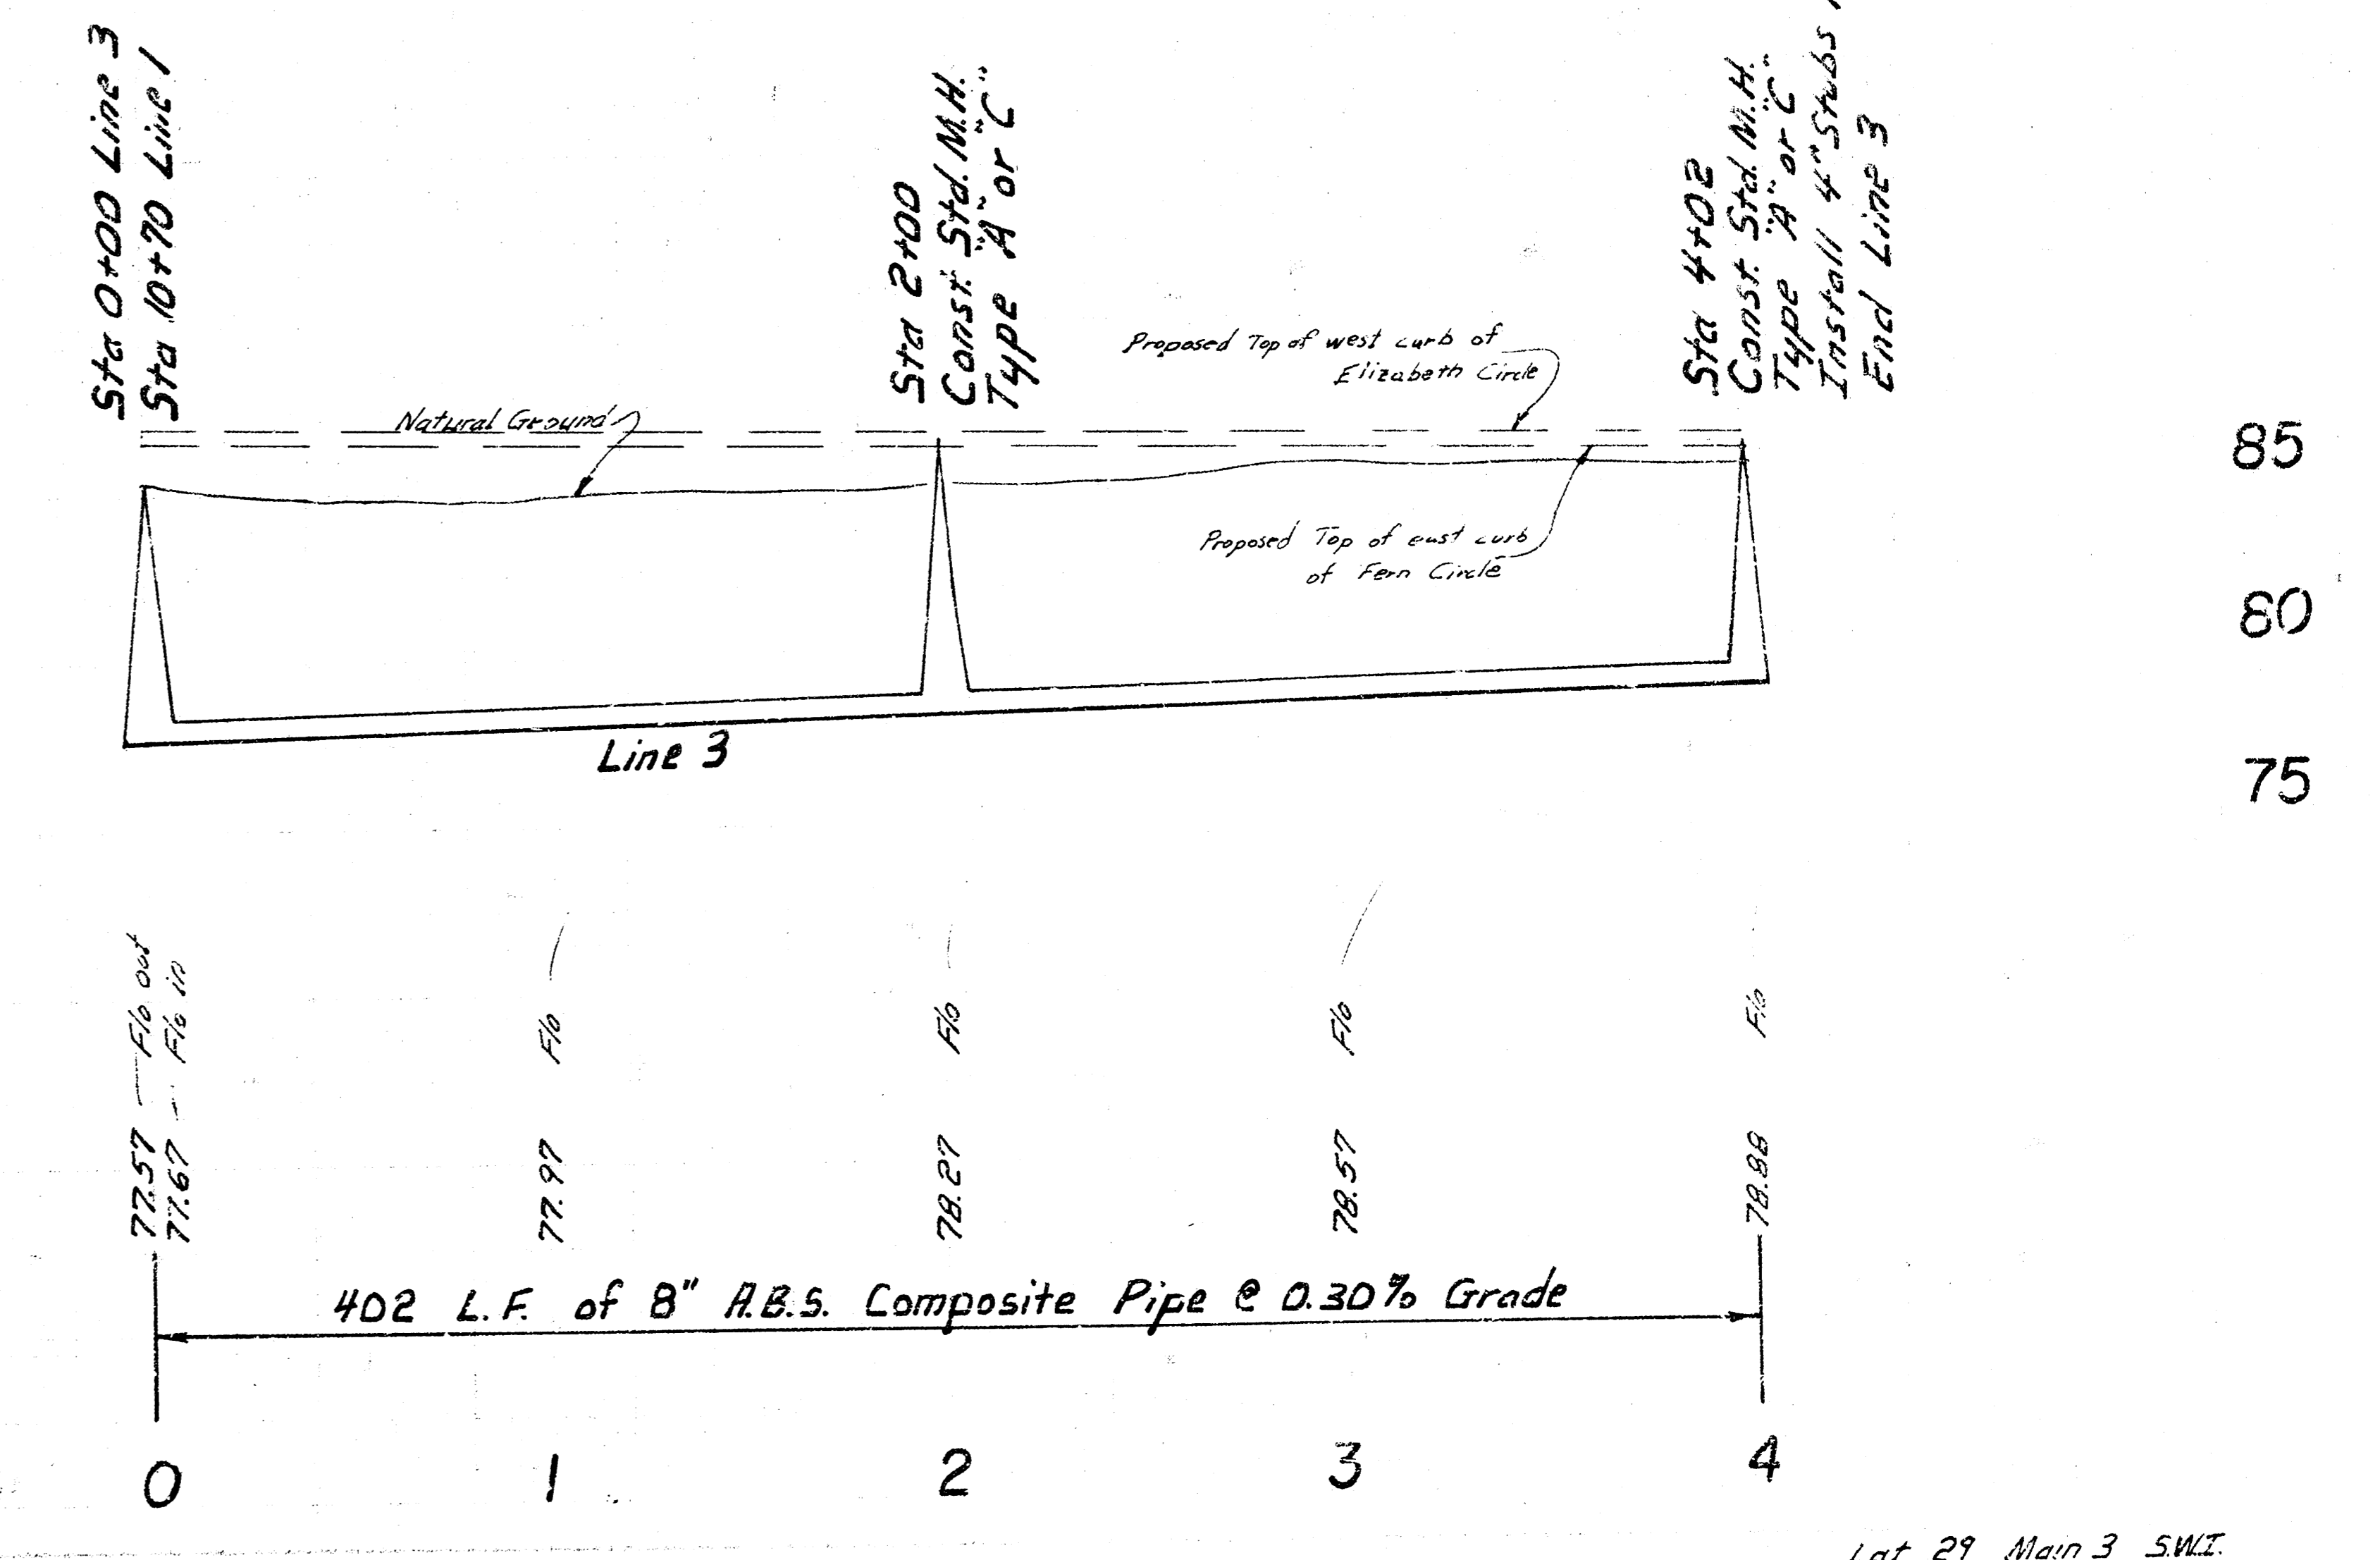 Sta 0+00 Line 3
Sta 10+70 Line 1
Sta 2+00
Const. Std. M.H.
Type "A" or "C"
Sta 4+02
Const. Std. M.H.
Type "A" or "C"
Install 4" Stubs
End Line 3
Natural Ground
Proposed Top of west curb of
Elizabeth Circle
85
Proposed Top of east curb
of Fern Circle
80
Line 3
75
77.57 — Flo out
77.67 -- Flo in
77.97 Flo
78.27 Flo
78.57 Flo
78.88 Flo
402 L.F. of 8" A.B.S. Composite Pipe @ 0.30% Grade
0 1 2 3 4
Lat 29 Main 3 S.W.I.